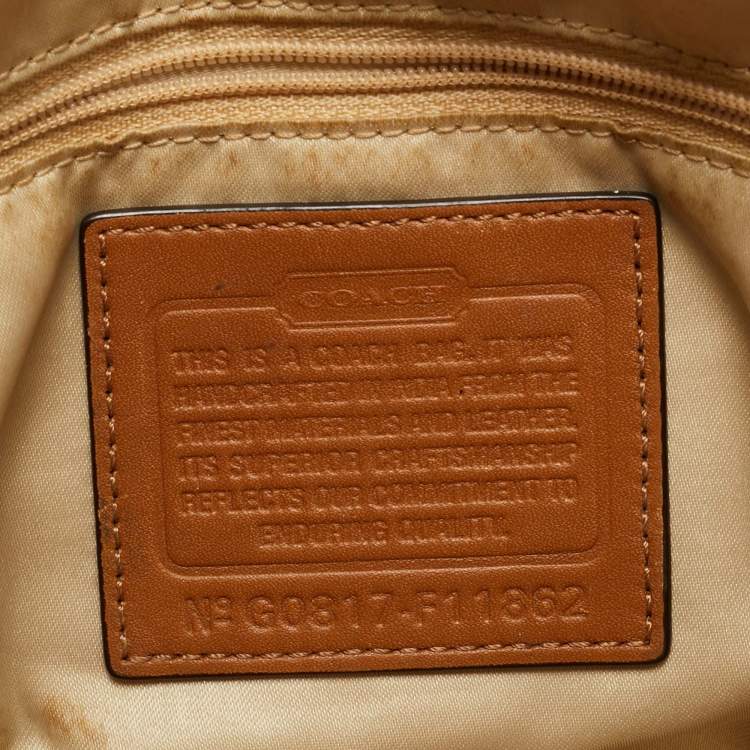 COACH
THIS IS A COACH BAG. IT WAS
HANDCRAFTED IN INDIA FROM THE
FINEST MATERIALS AND LEATHER.
ITS SUPERIOR CRAFTSMANSHIP
REFLECTS OUR COMMITMENT TO
ENDURING QUALITY.
Nº G0817-F11862